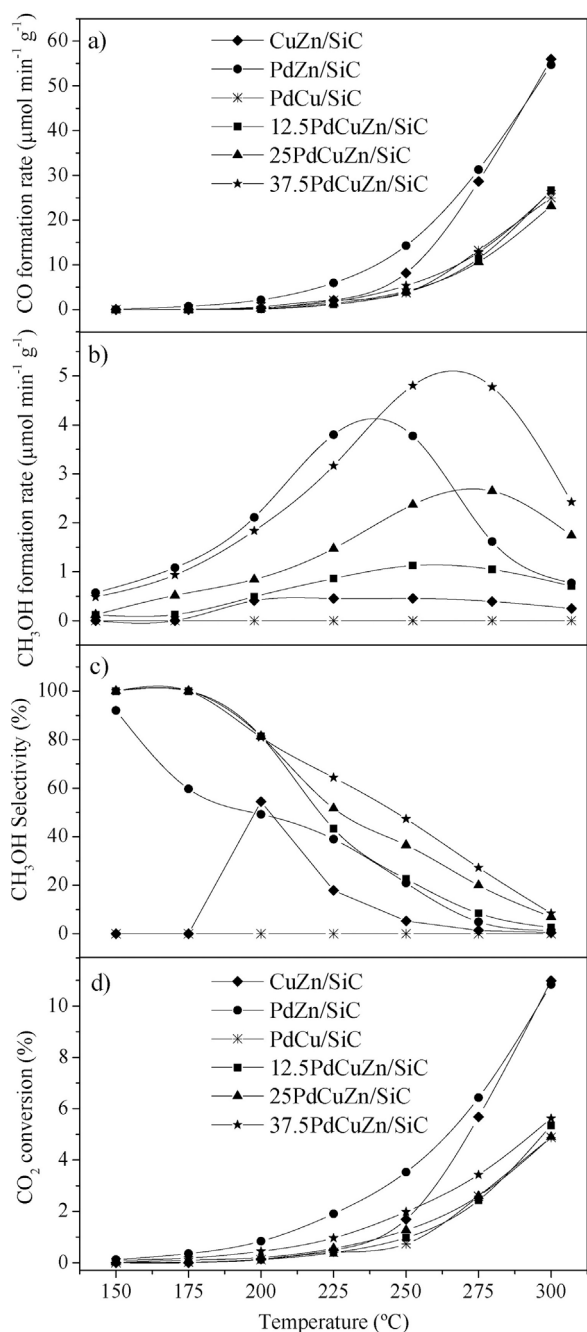 a)
CO formation rate (µmol min⁻¹ g⁻¹)
60
50
40
30
20
10
0
CuZn/SiC
PdZn/SiC
PdCu/SiC
12.5PdCuZn/SiC
25PdCuZn/SiC
37.5PdCuZn/SiC
b)
CH₃OH formation rate (µmol min⁻¹ g⁻¹)
5
4
3
2
1
0
c)
CH₃OH Selectivity (%)
100
80
60
40
20
0
d)
CO₂ conversion (%)
10
8
6
4
2
0
CuZn/SiC
PdZn/SiC
PdCu/SiC
12.5PdCuZn/SiC
25PdCuZn/SiC
37.5PdCuZn/SiC
150 175 200 225 250 275 300
Temperature (ºC)